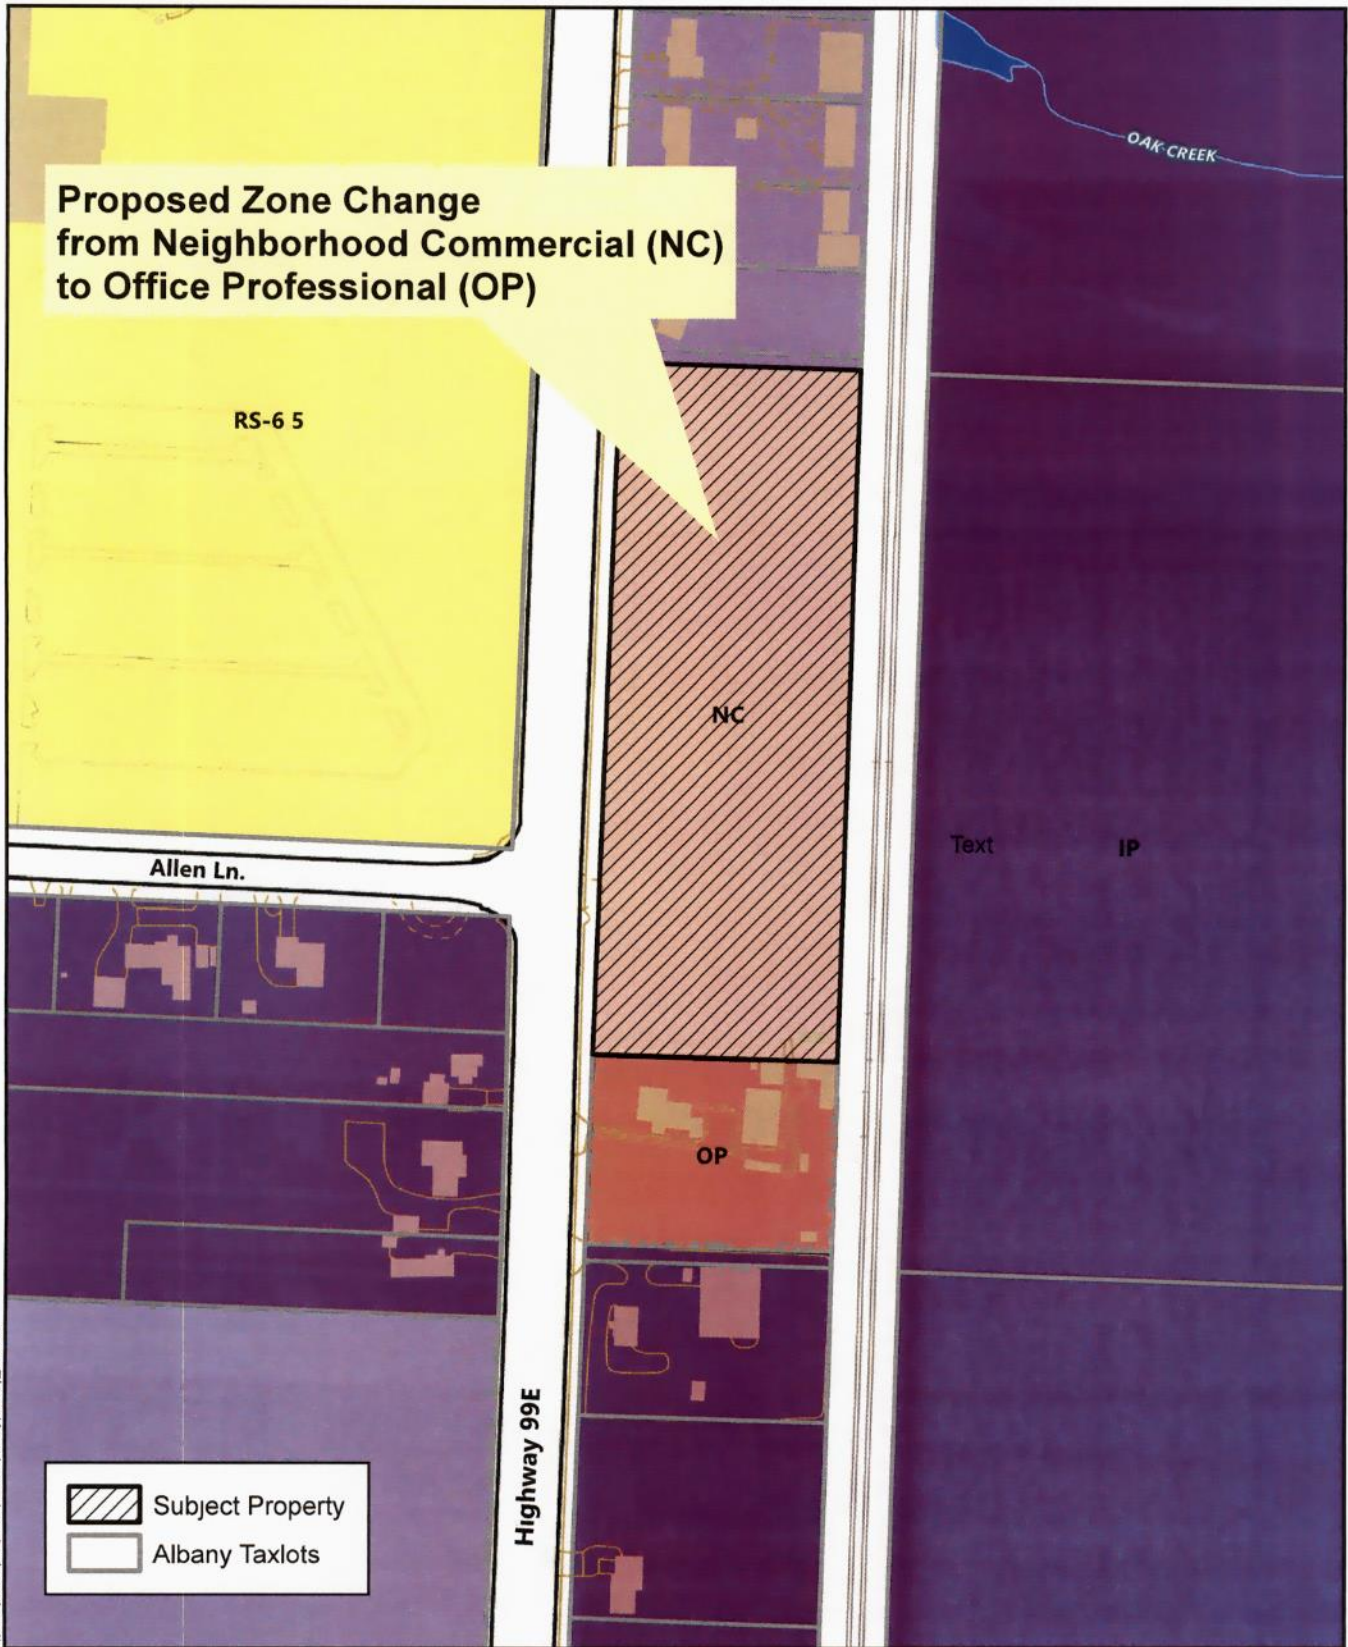 OAK CREEK
Proposed Zone Change
from Neighborhood Commercial (NC)
to Office Professional (OP)
RS-6 5
NC
Text
IP
Allen Ln.
OP
Highway 99E
Subject Property
Albany Taxlots